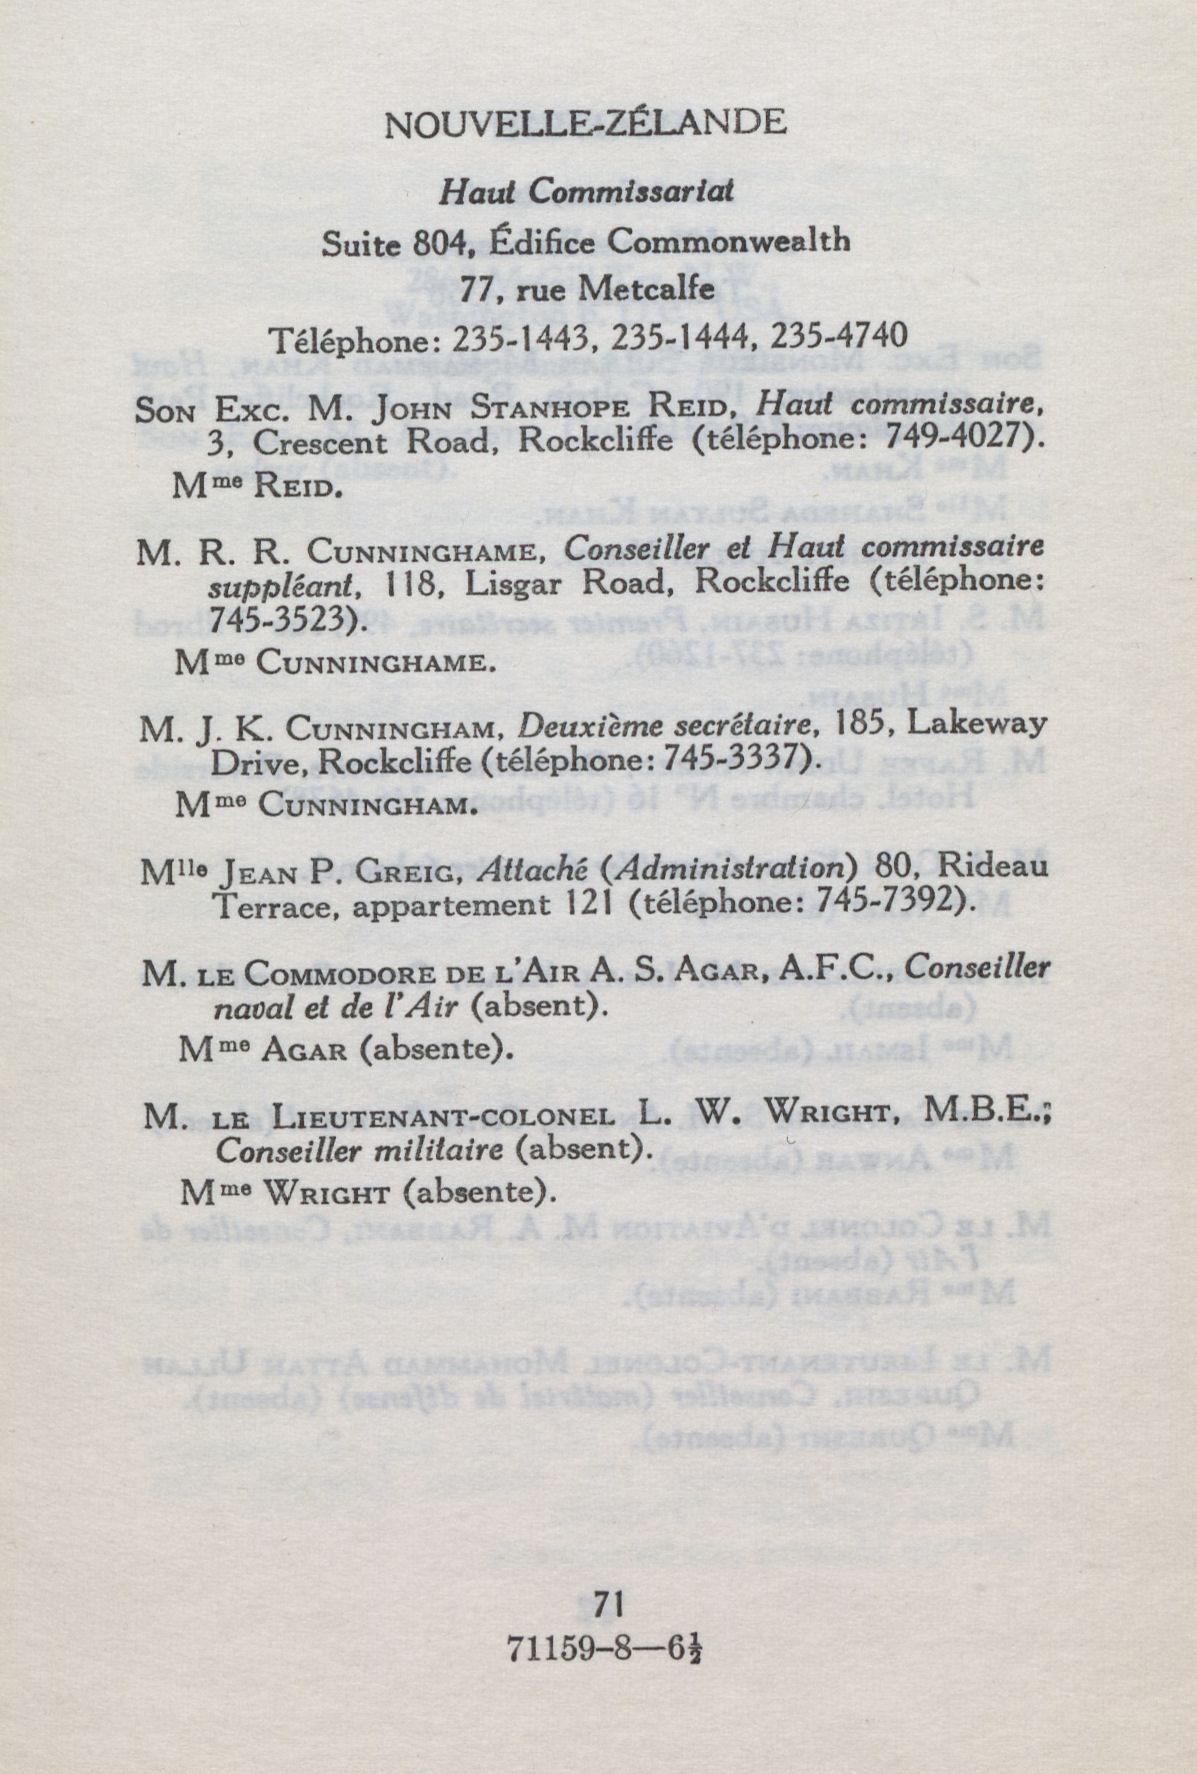 NOUVELLE-ZÉLANDE
Haut Commissariat
Suite 804, Édifice Commonwealth
77, rue Metcalfe
Téléphone: 235-1443, 235-1444, 235-4740
SON EXC. M. JOHN STANHOPE REID, Haut commissaire,
3, Crescent Road, Rockcliffe (téléphone: 749-4027).
Mme REID.
M. R. R. CUNNINGHAME, Conseiller et Haut commissaire
suppléant, 118, Lisgar Road, Rockcliffe (téléphone:
745-3523).
Mme CUNNINGHAME.
M. J. K. CUNNINGHAM, Deuxième secrétaire, 185, Lakeway
Drive, Rockcliffe (téléphone: 745-3337).
Mme CUNNINGHAM.
Mlle JEAN P. GREIG, Attaché (Administration) 80, Rideau
Terrace, appartement 121 (téléphone: 745-7392).
M. LE COMMODORE DE L'AIR A. S. AGAR, A.F.C., Conseiller
naval et de l'Air (absent).
Mme AGAR (absente).
M. LE LIEUTENANT-COLONEL L. W. WRIGHT, M.B.E.;
Conseiller militaire (absent).
Mme WRIGHT (absente).
71
71159-8—6½